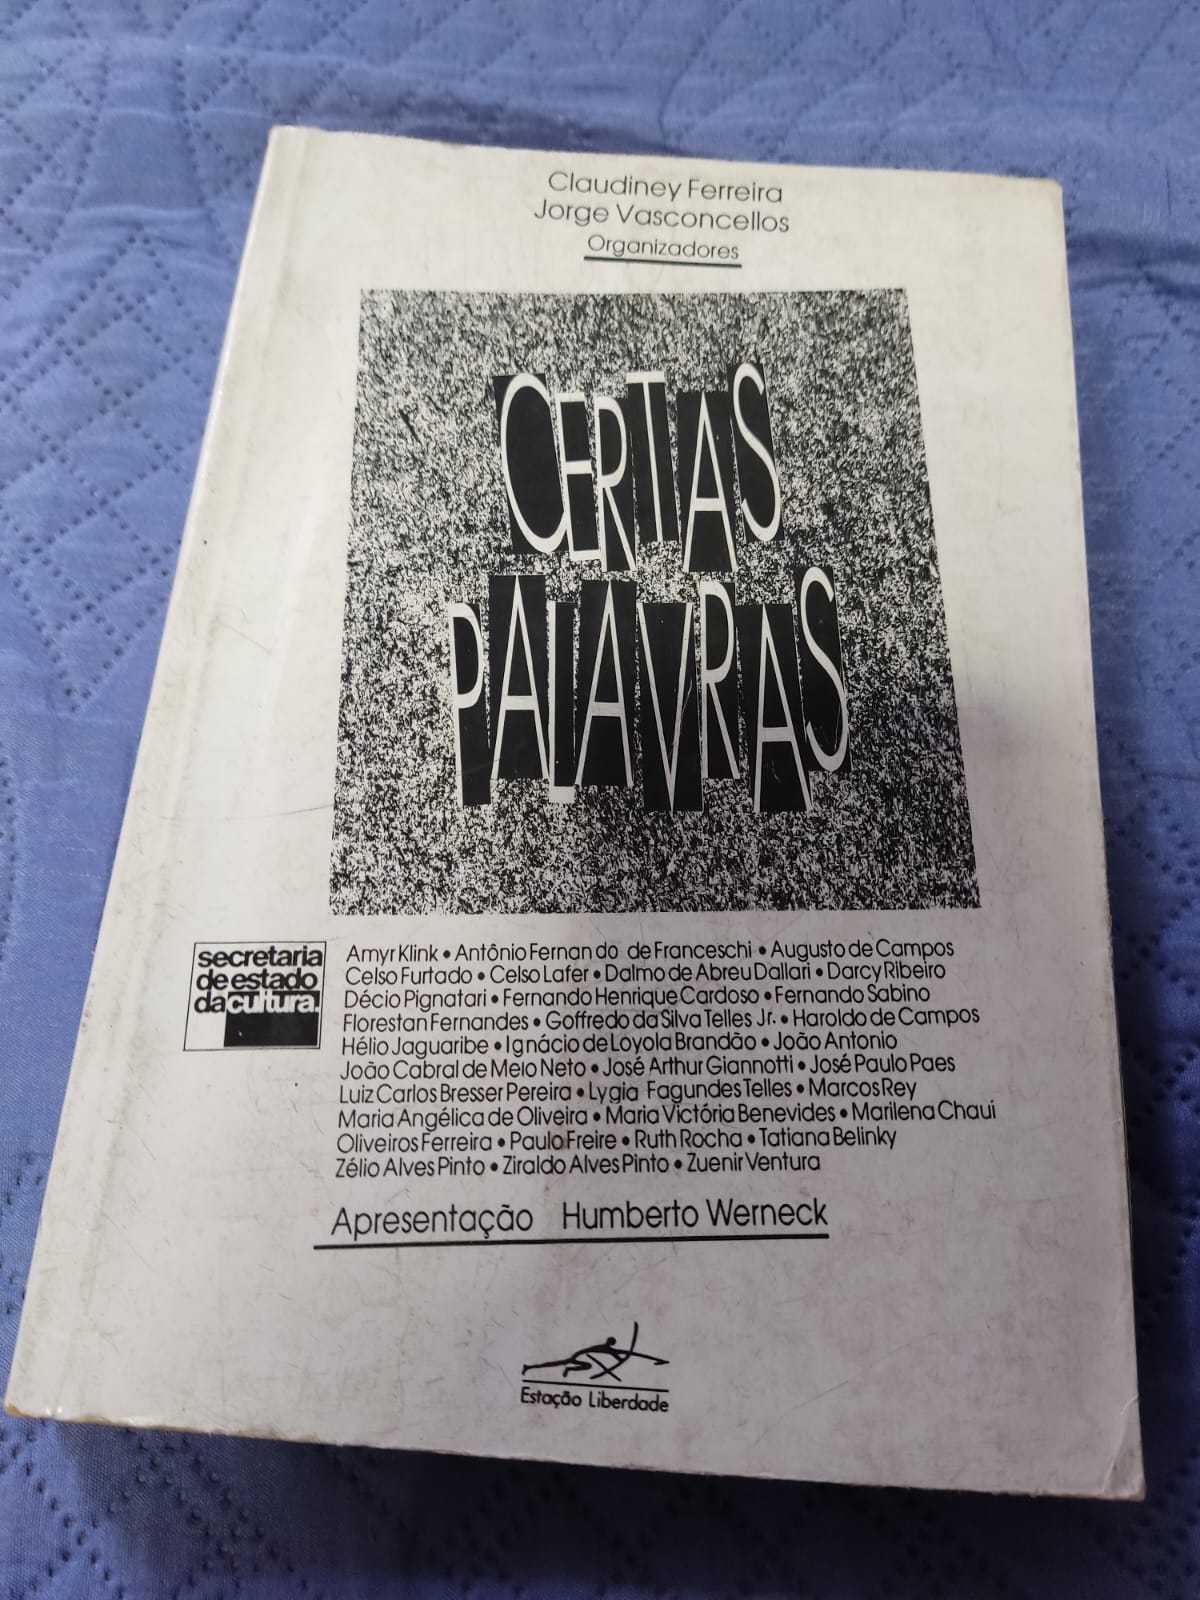 Claudiney Ferreira
Jorge Vasconcellos
Organizadores
CERTAS
PALAVRAS
secretaria
de estado
da cultura.
Amyr Klink • Antônio Fernan do de Franceschi • Augusto de Campos
Celso Furtado • Celso Lafer • Dalmo de Abreu Dallari • Darcy Ribeiro
Décio Pignatari • Fernando Henrique Cardoso • Fernando Sabino
Florestan Fernandes • Goffredo da Silva Telles Jr. • Haroldo de Campos
Hélio Jaguaribe • Ignácio de Loyola Brandão • João Antonio
João Cabral de Melo Neto • José Arthur Giannotti • José Paulo Paes
Luiz Carlos Bresser Pereira • Lygia Fagundes Telles • Marcos Rey
Maria Angélica de Oliveira • Maria Victória Benevides • Marilena Chauí
Oliveiros Ferreira • Paulo Freire • Ruth Rocha • Tatiana Belinky
Zélio Alves Pinto • Ziraldo Alves Pinto • Zuenir Ventura
Apresentação Humberto Werneck
Estação Liberdade